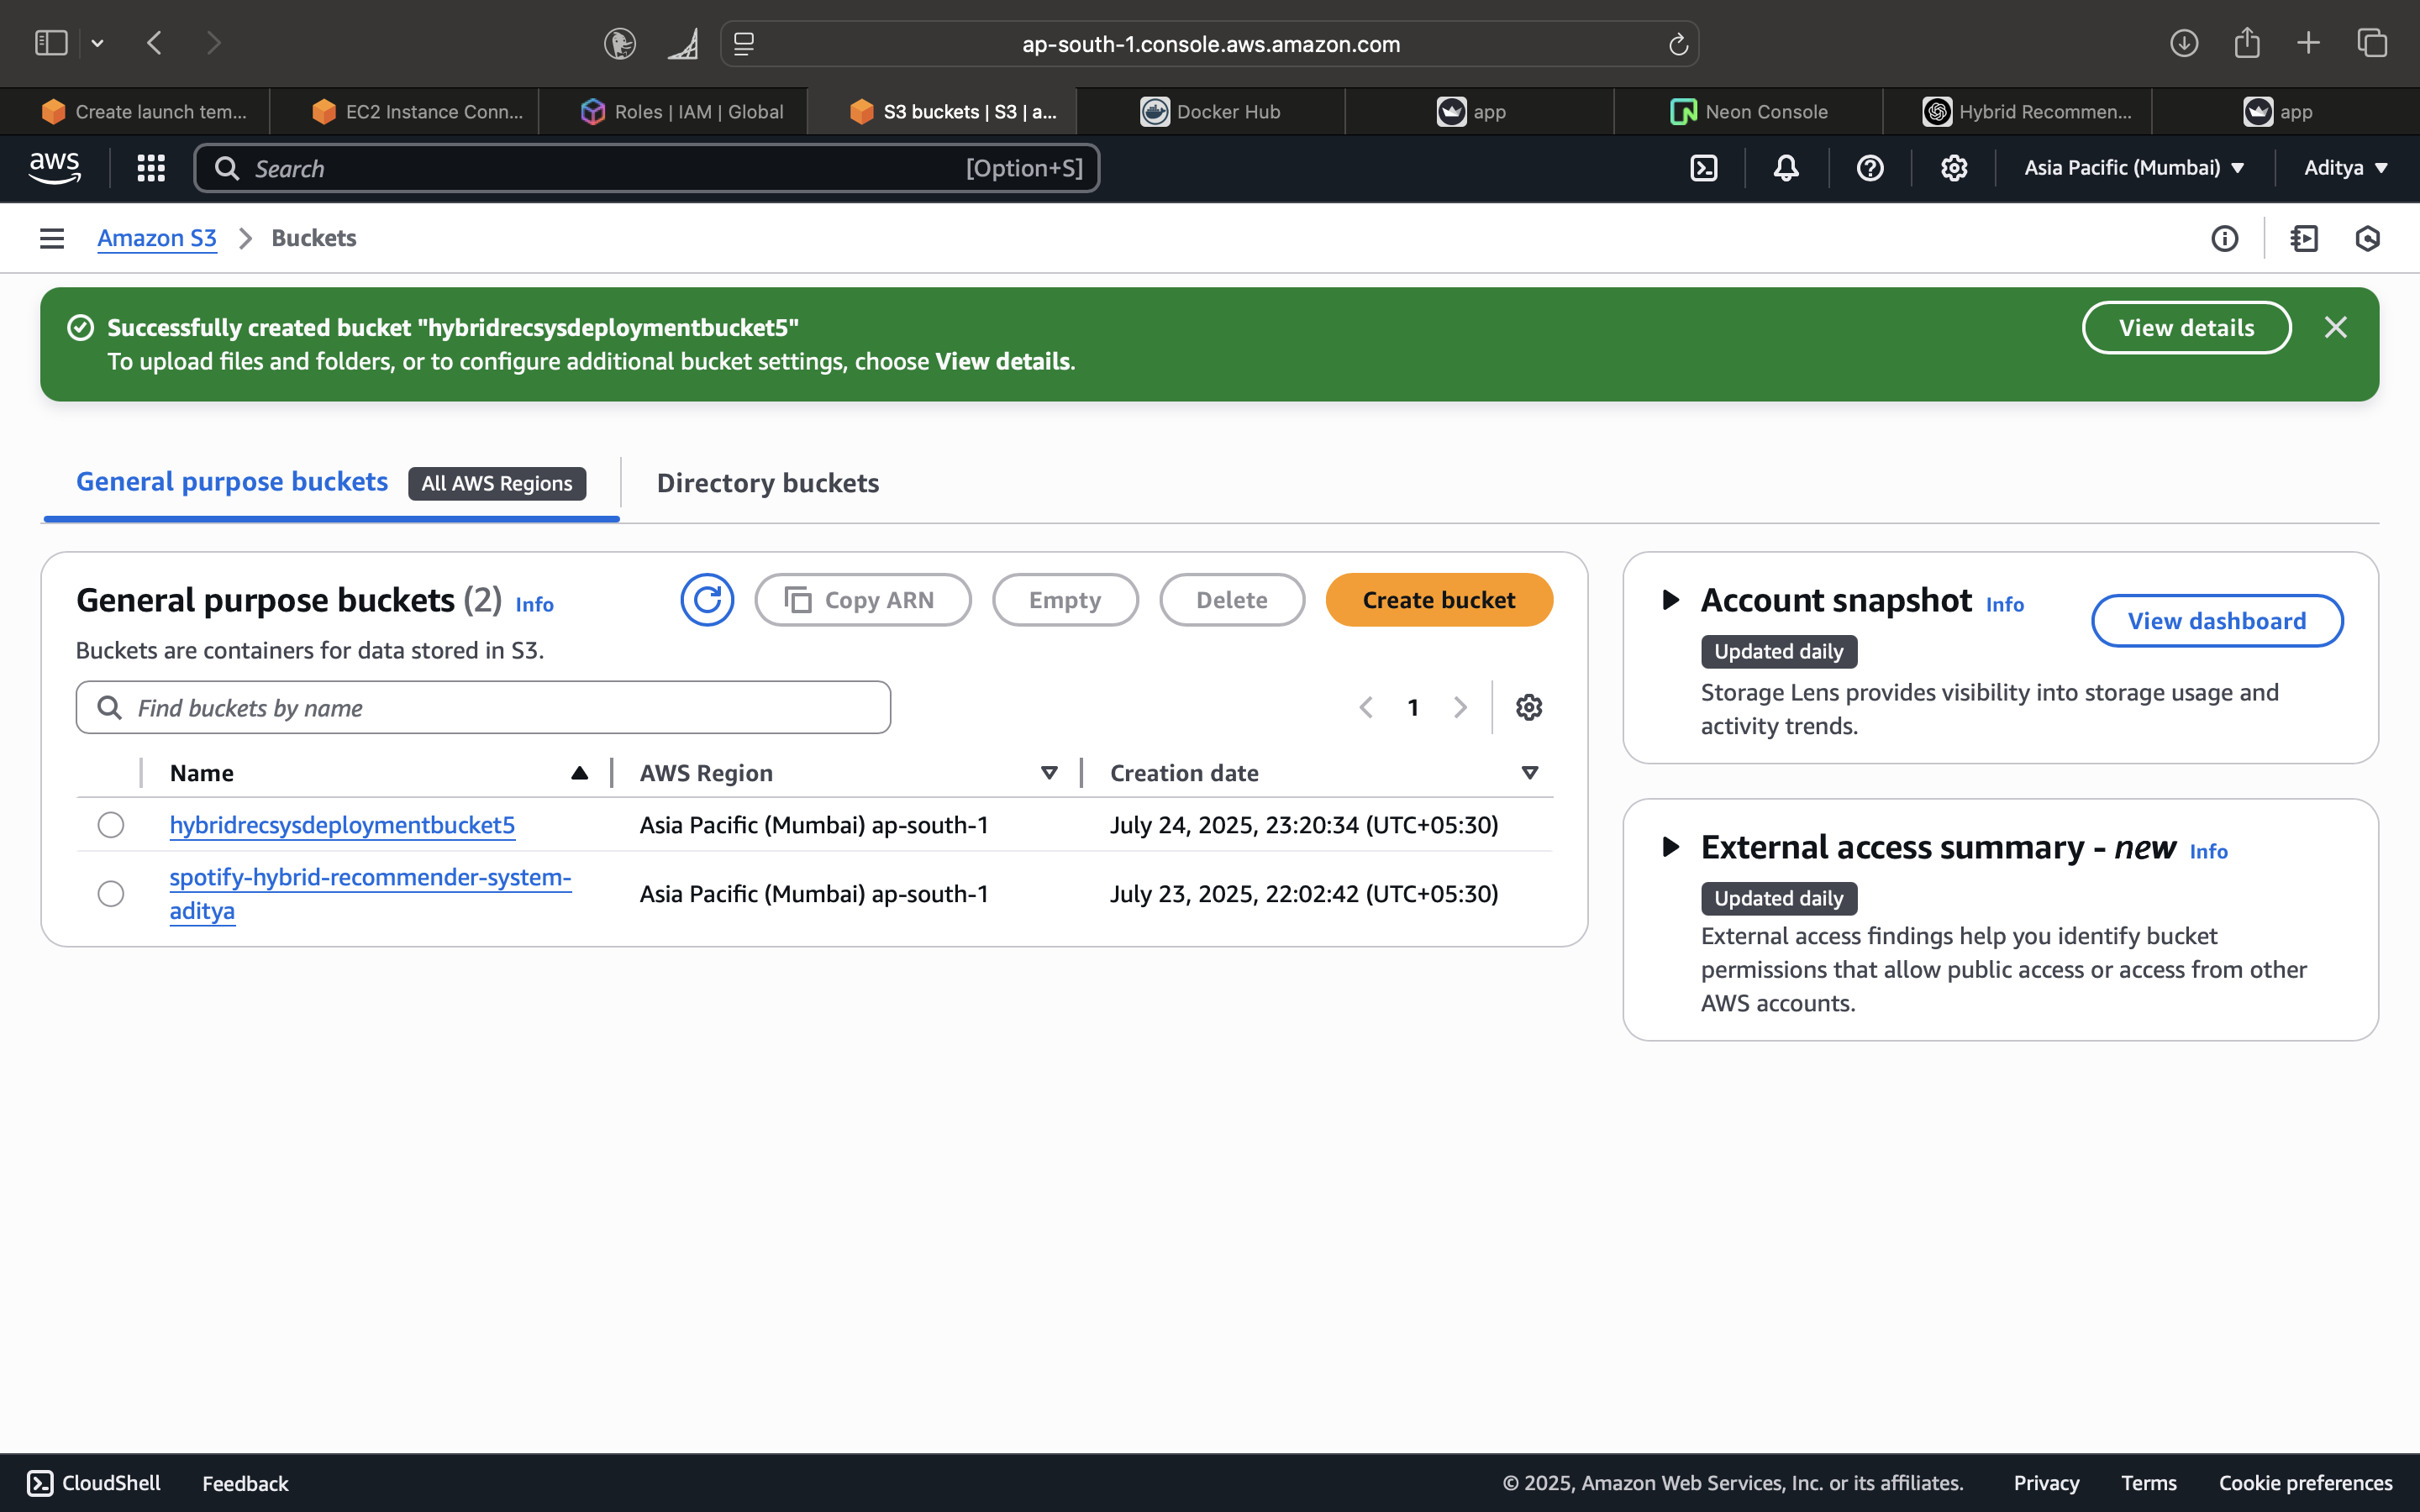 ap-south-1.console.aws.amazon.com
Create launch tem...
EC2 Instance Conn...
Roles | IAM | Global
S3 buckets | S3 | a...
Docker Hub
app
Neon Console
Hybrid Recommen...
app
aws
Search
[Option+S]
Asia Pacific (Mumbai)
Aditya
Amazon S3
Buckets
Successfully created bucket "hybridrecsysdeploymentbucket5"
To upload files and folders, or to configure additional bucket settings, choose View details.
View details
General purpose buckets
All AWS Regions
Directory buckets
General purpose buckets (2) Info
Copy ARN
Empty
Delete
Create bucket
Buckets are containers for data stored in S3.
Find buckets by name
1
Name
AWS Region
Creation date
hybridrecsysdeploymentbucket5
Asia Pacific (Mumbai) ap-south-1
July 24, 2025, 23:20:34 (UTC+05:30)
spotify-hybrid-recommender-system-
aditya
Asia Pacific (Mumbai) ap-south-1
July 23, 2025, 22:02:42 (UTC+05:30)
Account snapshot Info
View dashboard
Updated daily
Storage Lens provides visibility into storage usage and
activity trends.
External access summary - new Info
Updated daily
External access findings help you identify bucket
permissions that allow public access or access from other
AWS accounts.
CloudShell
Feedback
© 2025, Amazon Web Services, Inc. or its affiliates.
Privacy
Terms
Cookie preferences